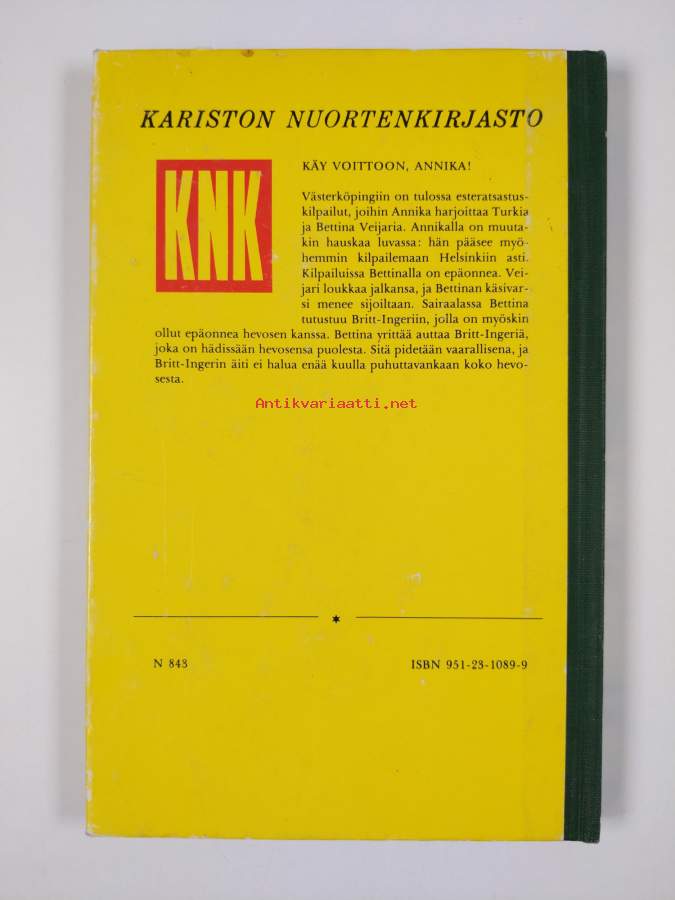 KARISTON NUORTENKIRJASTO
KNK
KÄY VOITTOON, ANNIKA!
Västerköpingiin on tulossa esteratsastus-
kilpailut, joihin Annika harjoittaa Turkia
ja Bettina Veijaria. Annikalla on muuta-
kin hauskaa luvassa: hän pääsee myö-
hemmin kilpailemaan Helsinkiin asti.
Kilpailuissa Bettinalla on epäonnea. Vei-
jari loukkaa jalkansa, ja Bettinan käsivar-
si menee sijoiltaan. Sairaalassa Bettina
tutustuu Britt-Ingeriin, jolla on myöskin
ollut epäonnea hevosen kanssa. Bettina yrittää auttaa Britt-Ingeriä,
joka on hädissään hevosensa puolesta. Sitä pidetään vaarallisena, ja
Britt-Ingerin äiti ei halua enää kuulla puhuttavankaan koko hevo-
sesta.
Antikvariaatti.net
N 843
ISBN 951-23-1089-9